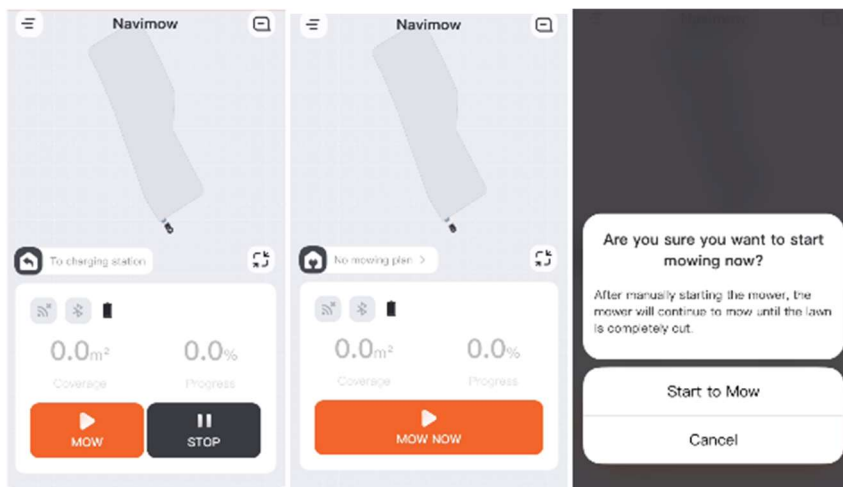 Navimow
To charging station
0.0m²
0.0%
Coverage
Progress
MOW
STOP
Navimow
No mowing plan >
0.0m²
0.0%
Coverage
Progress
MOW NOW
Are you sure you want to start
mowing now?
After manually starting the mower, the
mower will continue to mow until the lawn
is completely cut.
Start to Mow
Cancel